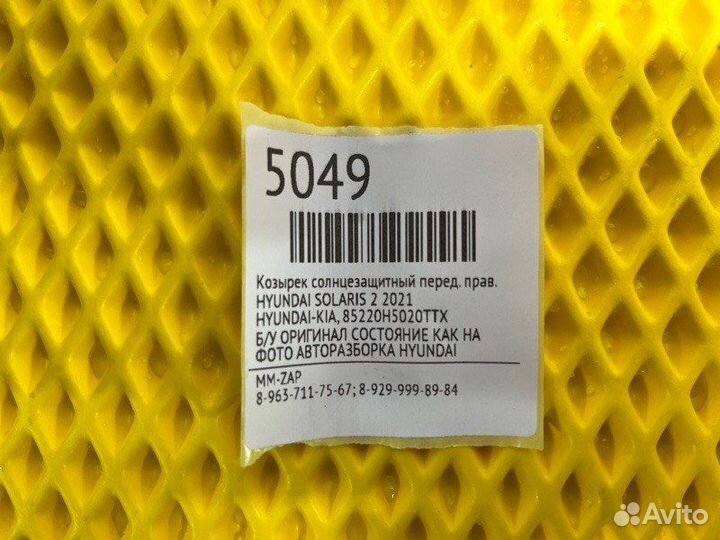 5049
Козырек солнцезащитный перед. прав.
HYUNDAI SOLARIS 2 2021
HYUNDAI-KIA, 85220H5020TTX
Б/У ОРИГИНАЛ СОСТОЯНИЕ КАК НА
ФОТО АВТОРАЗБОРКА HYUNDAI
MM-ZAP
8-963-711-75-67; 8-929-999-89-84
Avito